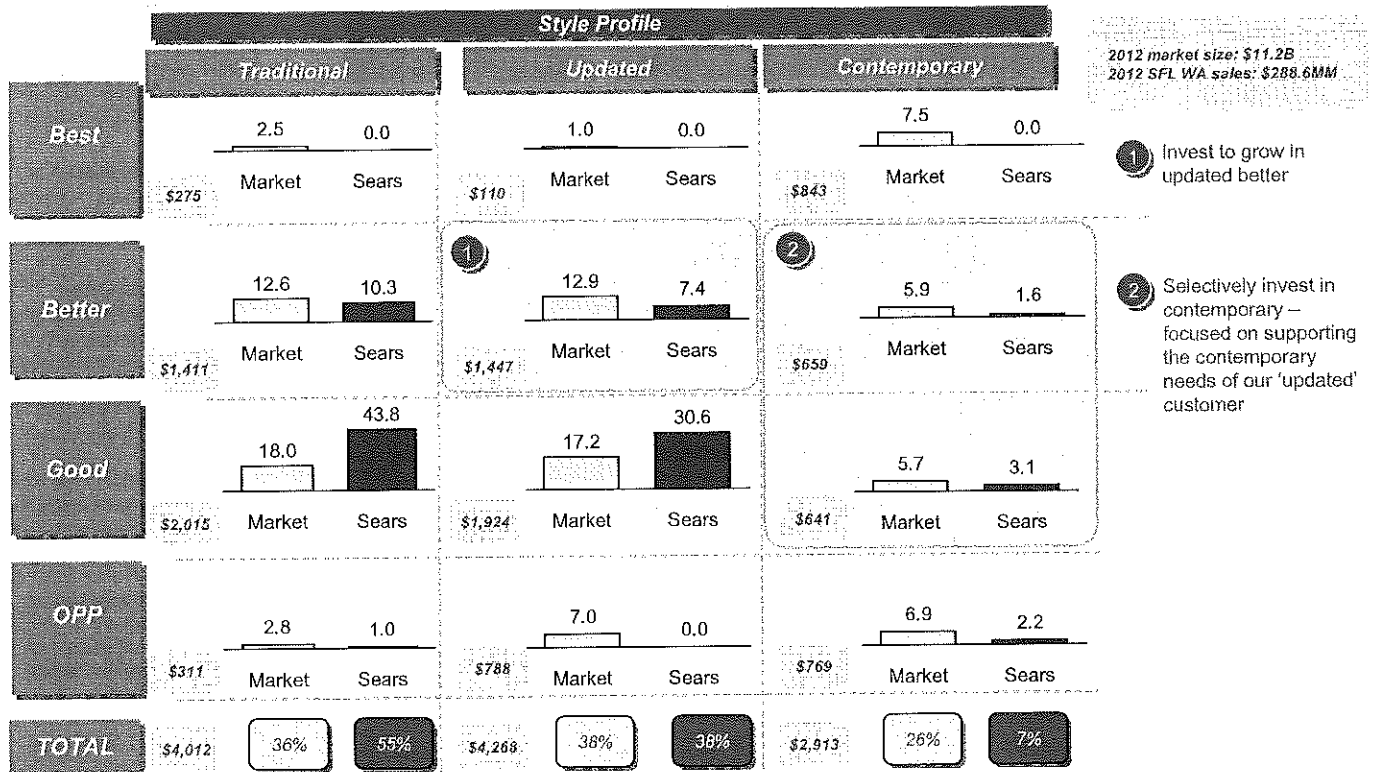 Style Profile
Traditional
Updated
Contemporary
2012 market size: $11.2B
2012 SFL WA sales: $288.6MM
Best
2.5 0.0
Market Sears
$275
1.0 0.0
Market Sears
$110
7.5 0.0
Market Sears
$843
1 Invest to grow in
updated better
Better
12.6 10.3
Market Sears
$1,411
1
12.9 7.4
Market Sears
$1,447
2
5.9 1.6
Market Sears
$659
2 Selectively invest in
contemporary –
focused on supporting
the contemporary
needs of our 'updated'
customer
Good
18.0 43.8
Market Sears
$2,015
17.2 30.6
Market Sears
$1,924
5.7 3.1
Market Sears
$641
OPP
2.8 1.0
Market Sears
$311
7.0 0.0
Market Sears
$788
6.9 2.2
Market Sears
$769
TOTAL
$4,012 36% 55%
$4,268 38% 38%
$2,913 26% 7%